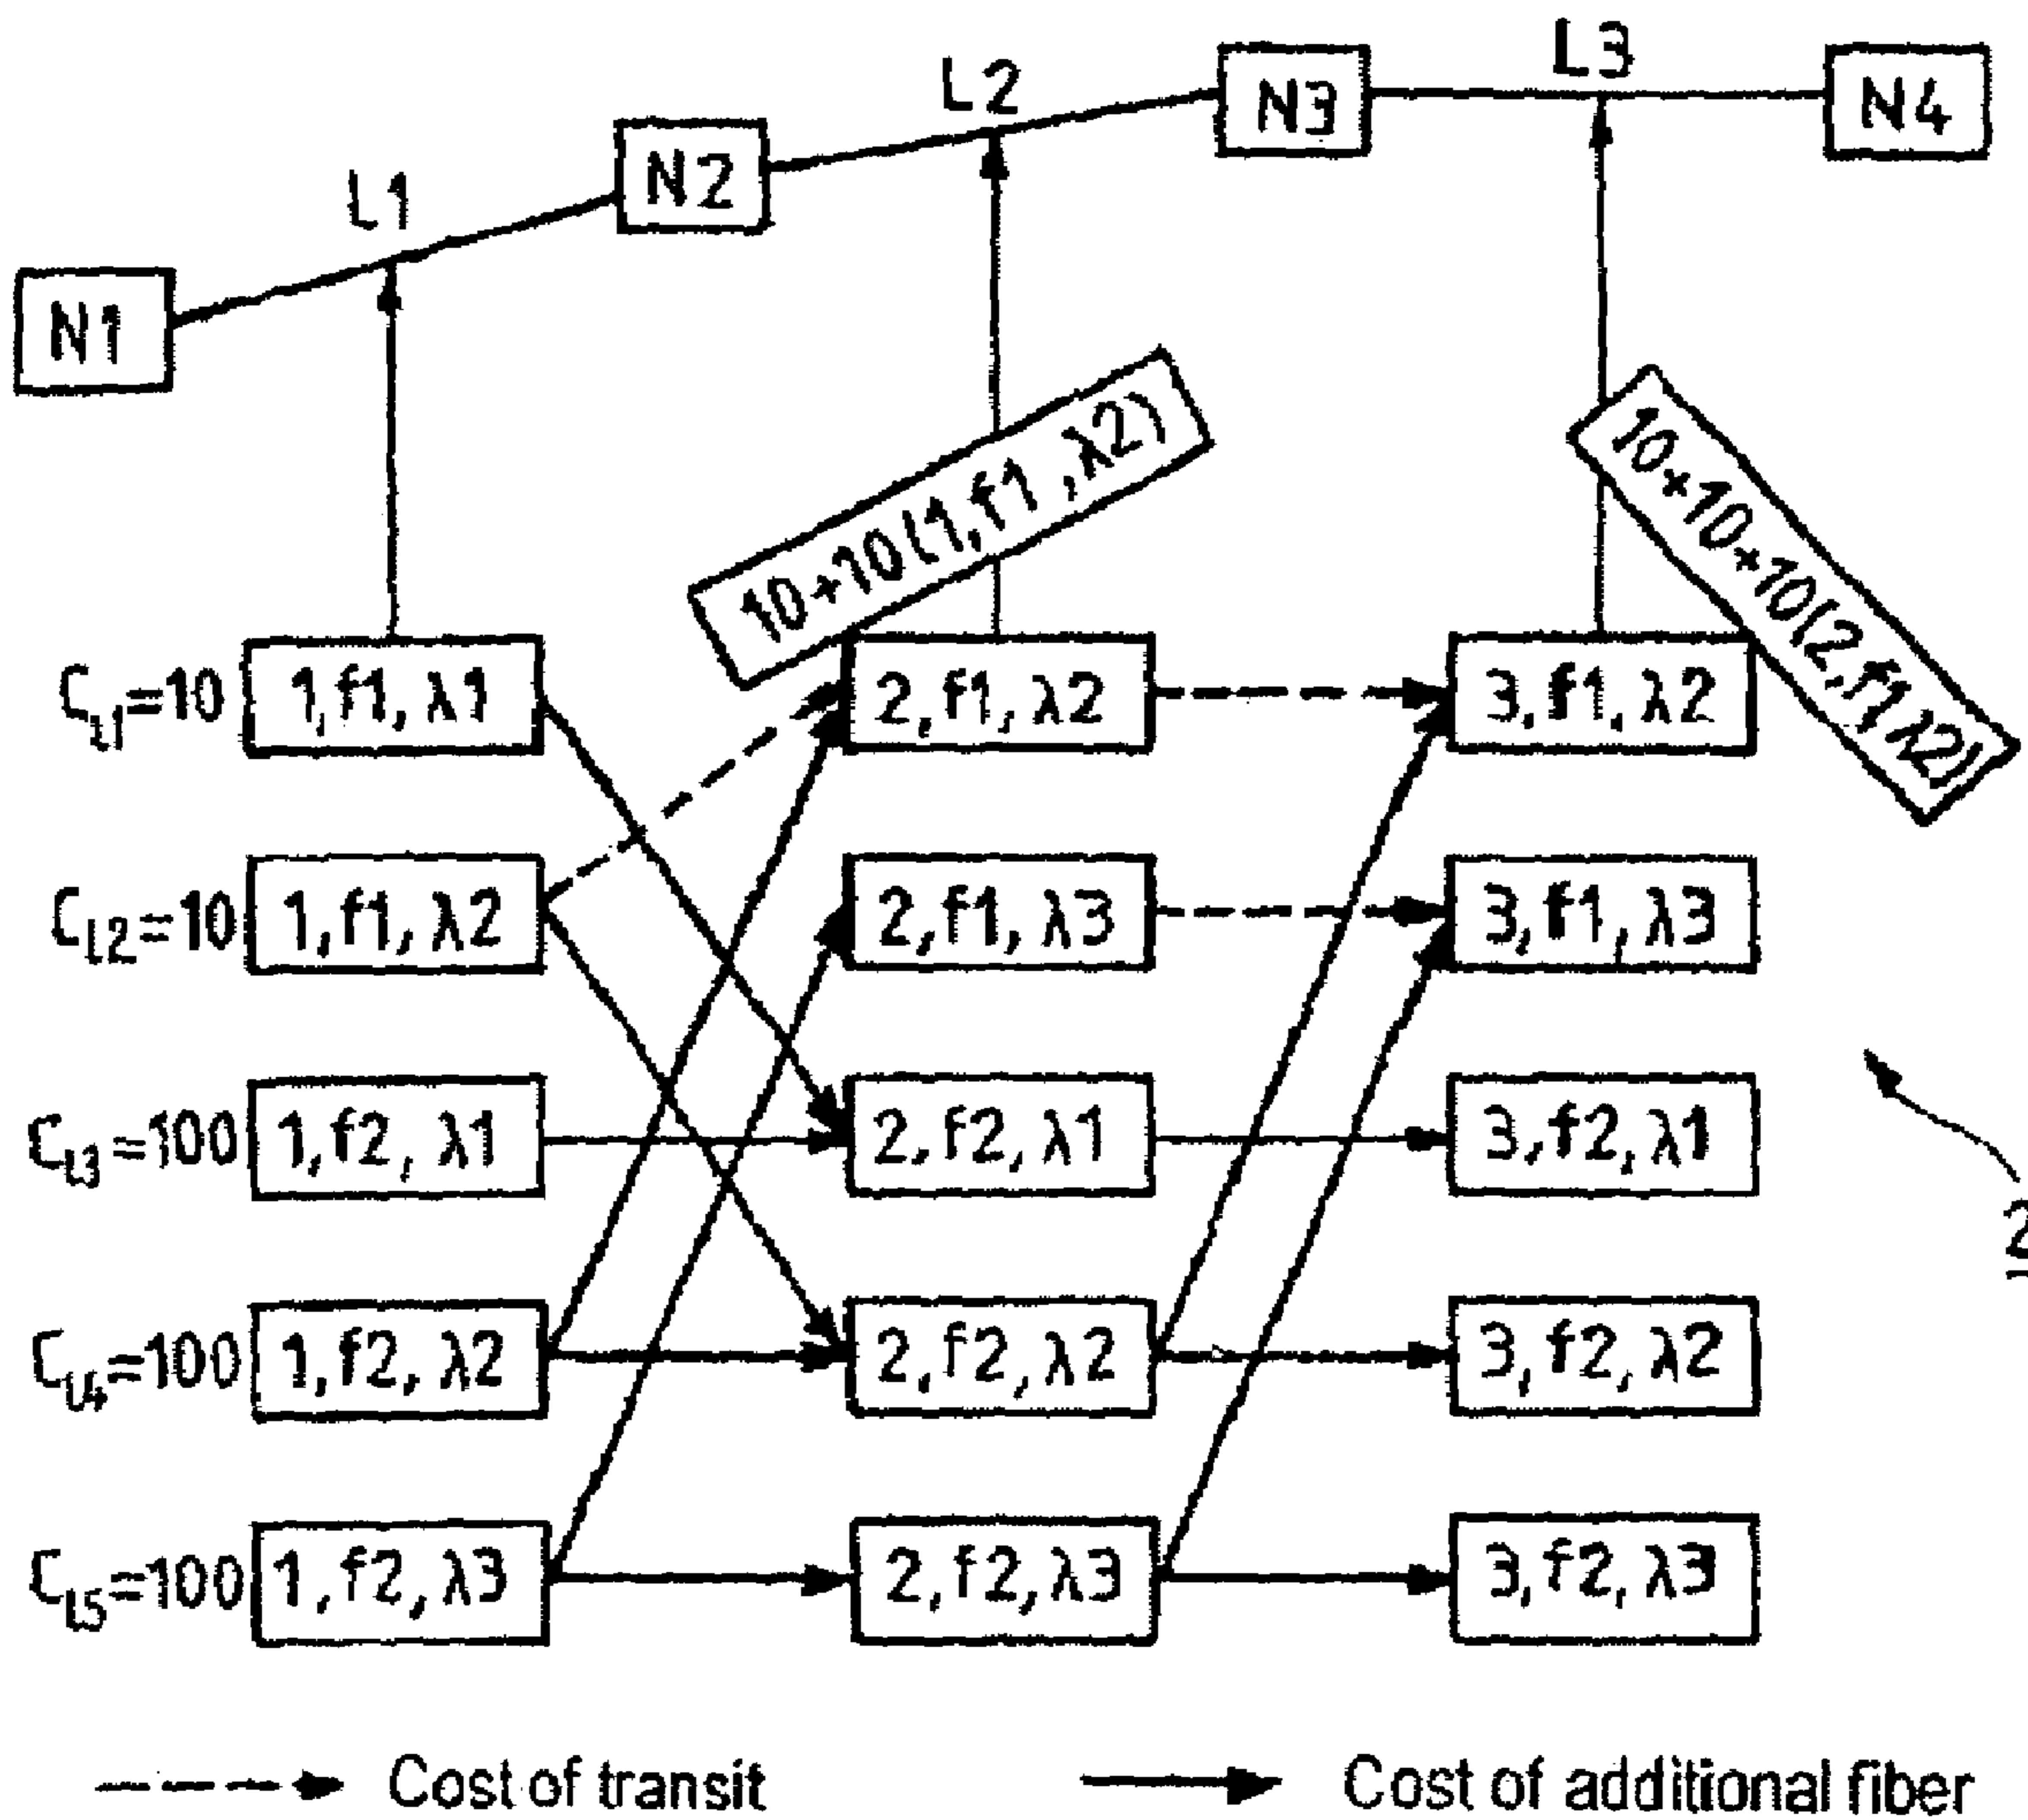 L3
L2
N3
N4
N2
L1
N1
10+10(1,f1,λ2)
10+10+10(2,f1λ2)
C_L1=10
1,f1,λ1
2,f1,λ2
3,f1,λ2
C_L2=10
1,f1,λ2
2,f1,λ3
3,f1,λ3
C_L3=100
1,f2,λ1
2,f2,λ1
3,f2,λ1
2
C_L4=100
1,f2,λ2
2,f2,λ2
3,f2,λ2
C_L5=100
1,f2,λ3
2,f2,λ3
3,f2,λ3
Cost of transit
Cost of additional fiber